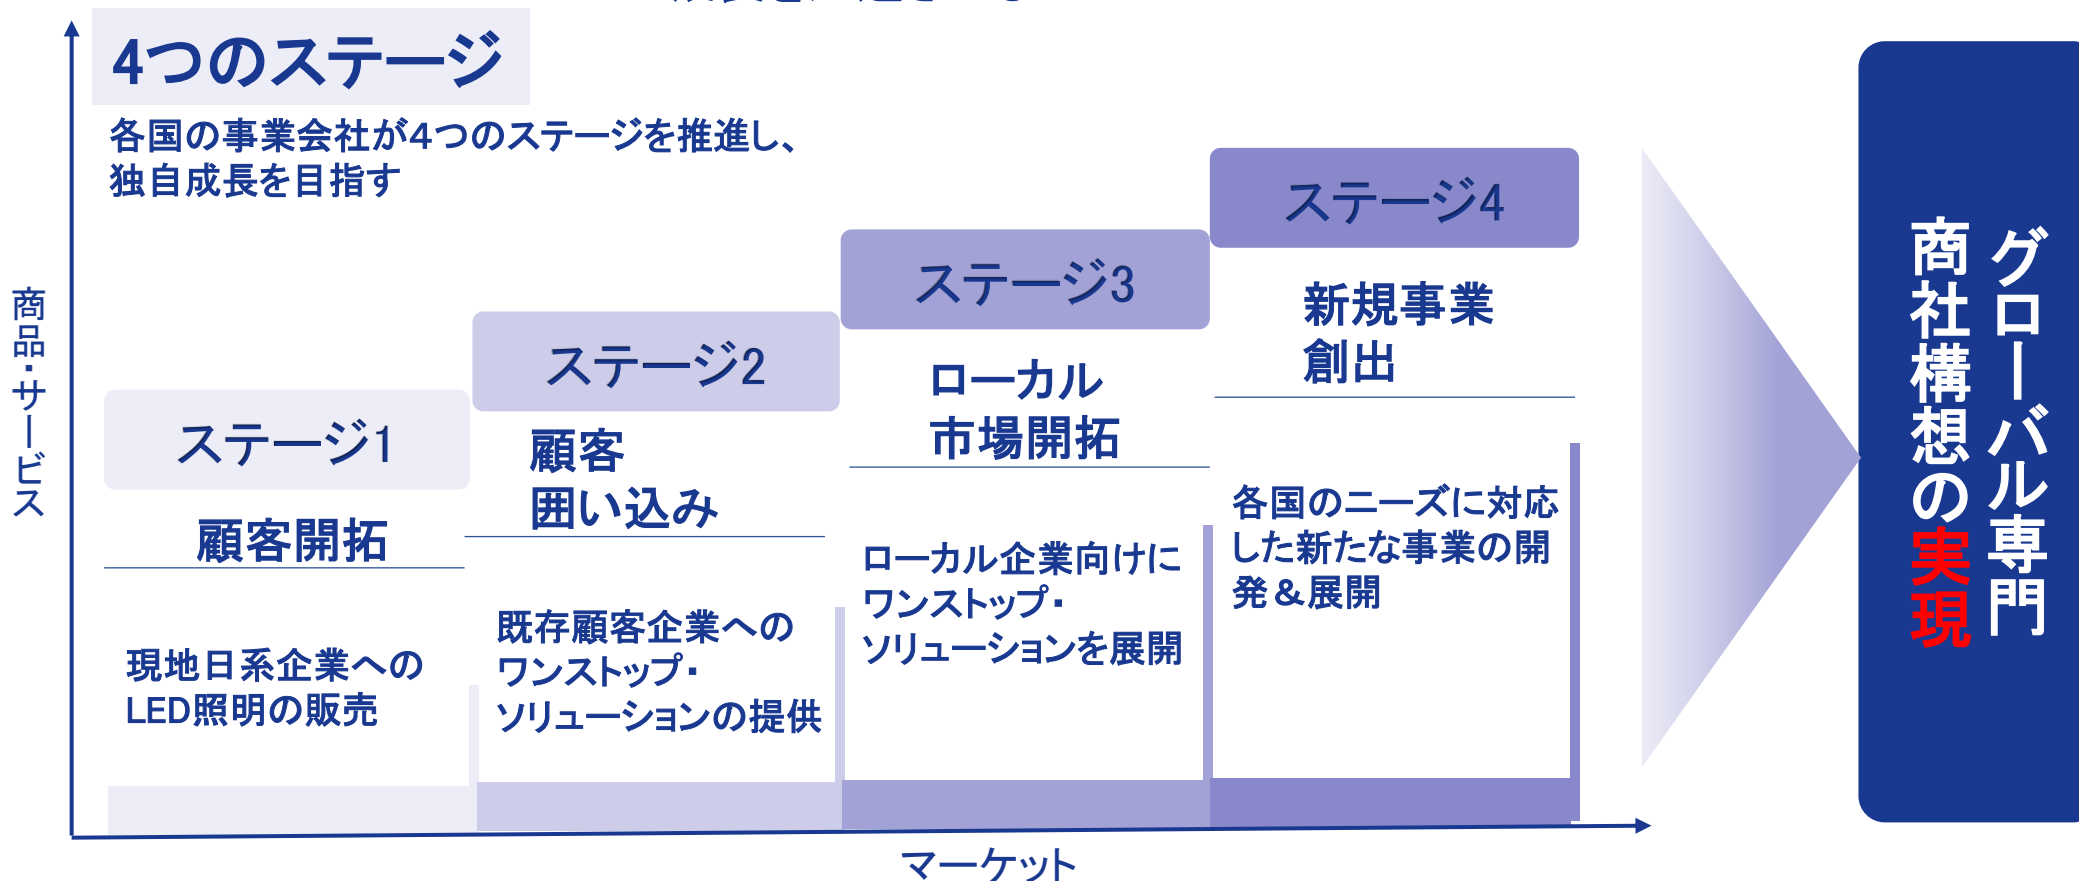 4つのステージ
各国の事業会社が4つのステージを推進し、
独自成長を目指す
商品・サービス
ステージ1
顧客開拓
現地日系企業への
LED照明の販売
ステージ2
顧客
囲い込み
既存顧客企業への
ワンストップ・
ソリューションの提供
ステージ3
ローカル
市場開拓
ローカル企業向けに
ワンストップ・
ソリューションを展開
ステージ4
新規事業
創出
各国のニーズに対応
した新たな事業の開
発＆展開
マーケット
グローバル専門
商社構想の実現